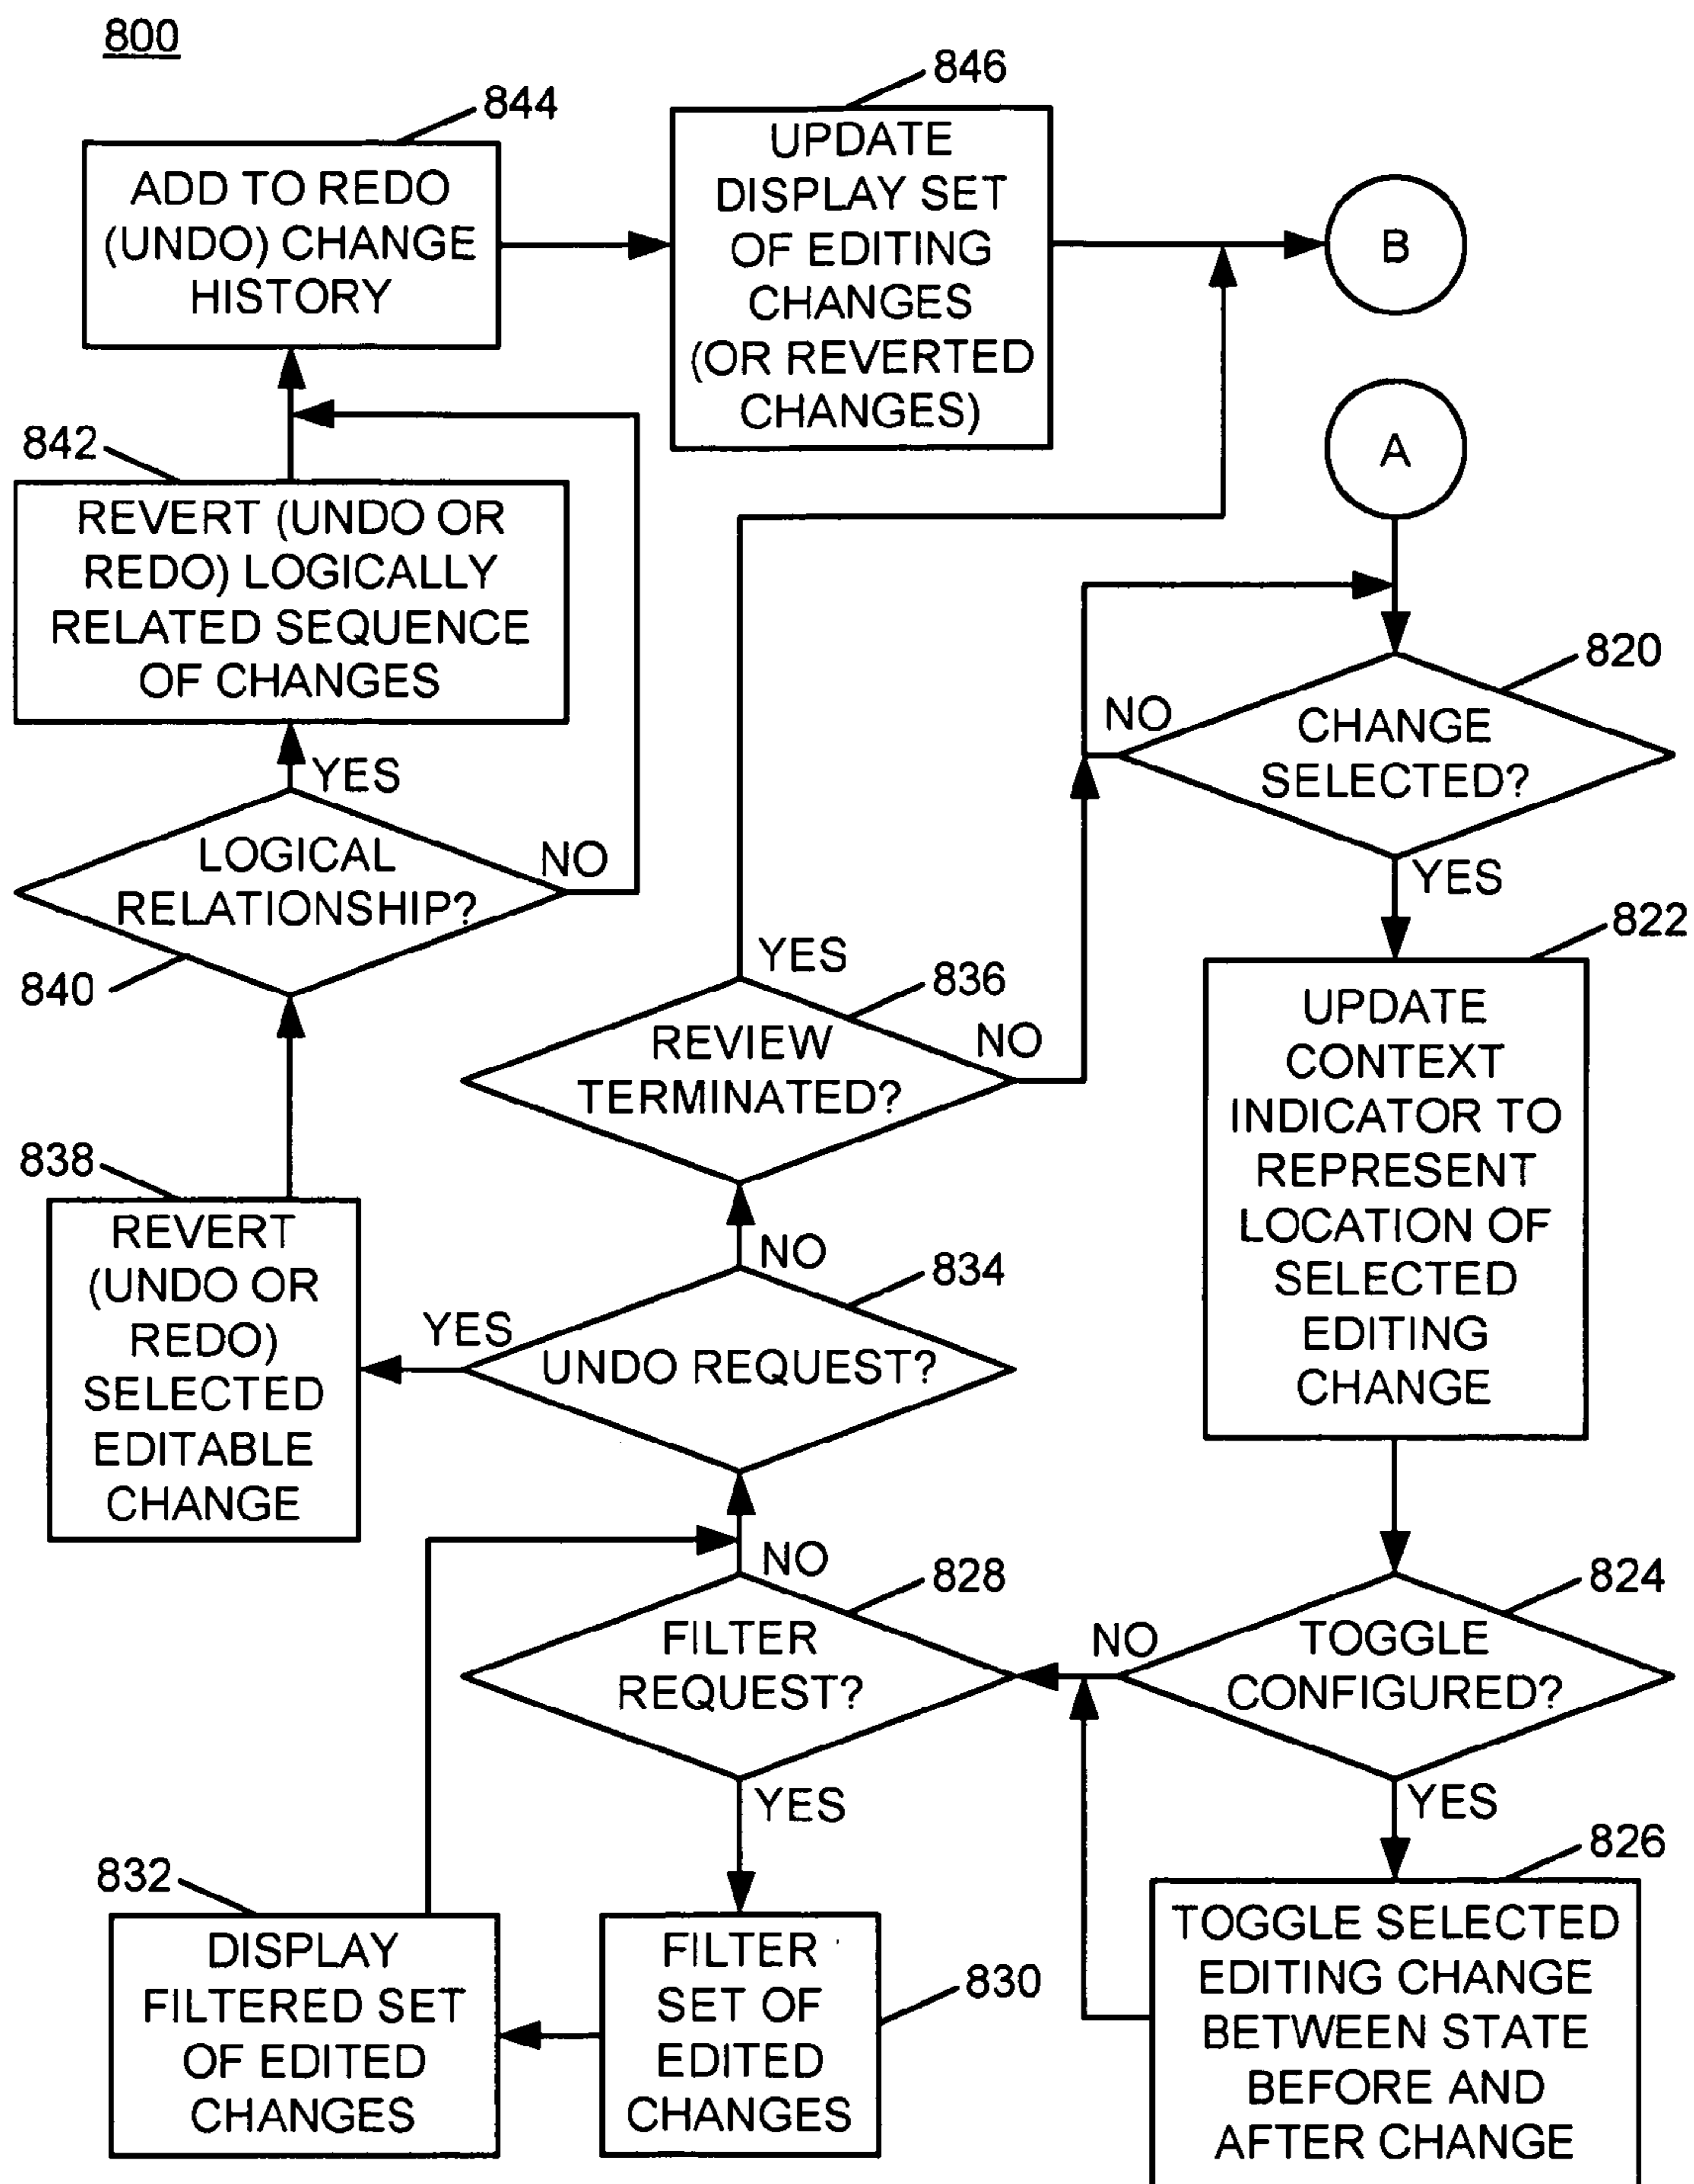 800
846
844
UPDATE
DISPLAY SET
OF EDITING
CHANGES
(OR REVERTED
CHANGES)
ADD TO REDO
(UNDO) CHANGE
HISTORY
B
A
842
REVERT (UNDO OR
REDO) LOGICALLY
RELATED SEQUENCE
OF CHANGES
820
NO
CHANGE
SELECTED?
YES
YES
LOGICAL
RELATIONSHIP?
NO
840
822
UPDATE
CONTEXT
INDICATOR TO
REPRESENT
LOCATION OF
SELECTED
EDITING
CHANGE
YES
836
REVIEW
TERMINATED?
NO
838
REVERT
(UNDO OR
REDO)
SELECTED
EDITABLE
CHANGE
NO
834
YES
UNDO REQUEST?
NO
828
FILTER
REQUEST?
824
NO
TOGGLE
CONFIGURED?
YES
YES
826
832
DISPLAY
FILTERED SET
OF EDITED
CHANGES
FILTER
SET OF
EDITED
CHANGES
830
TOGGLE SELECTED
EDITING CHANGE
BETWEEN STATE
BEFORE AND
AFTER CHANGE